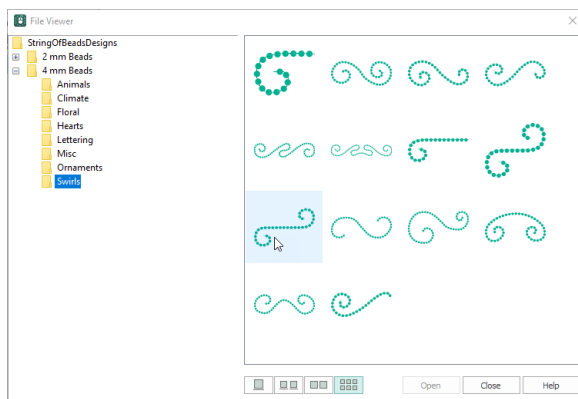 File Viewer
StringOfBeadsDesigns
2 mm Beads
4 mm Beads
Animals
Climate
Floral
Hearts
Lettering
Misc
Ornaments
Swirls
Open
Close
Help